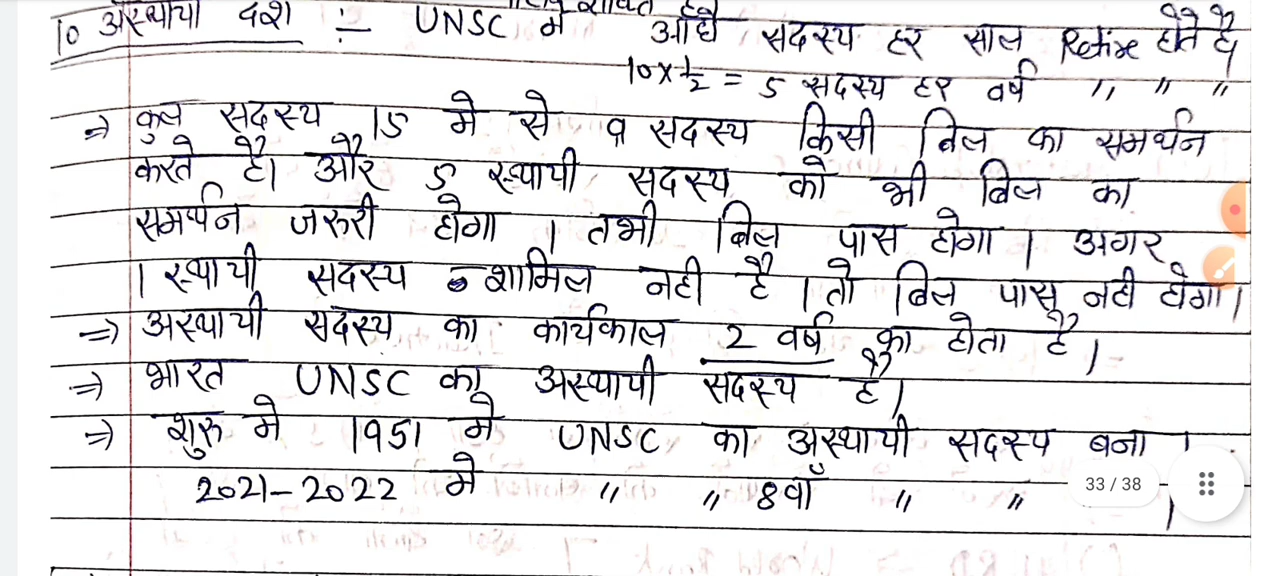 10 अस्थायी देश :- UNSC में आधे सदस्य हर साल Retire होते है
10 x 1/2 = 5 सदस्य हर वर्ष " " "
⇒ कुल सदस्य 15 मे से 9 सदस्य किसी बिल का समर्थन
करते है। और 5 स्थायी सदस्य को भी बिल का
समर्थन जरुरी होगा । तभी बिल पास होगा । अगर
1 स्थायी सदस्य शामिल नही है । तो बिल पास नही होगा।
⇒ अस्थायी सदस्य का कार्यकाल 2 वर्ष का होता है।
⇒ भारत UNSC का अस्थायी सदस्य है।
⇒ शुरू मे 1951 मे UNSC का अस्थायी सदस्य बना ।
2021-2022 मे " " 8वाँ " " ।
33 / 38